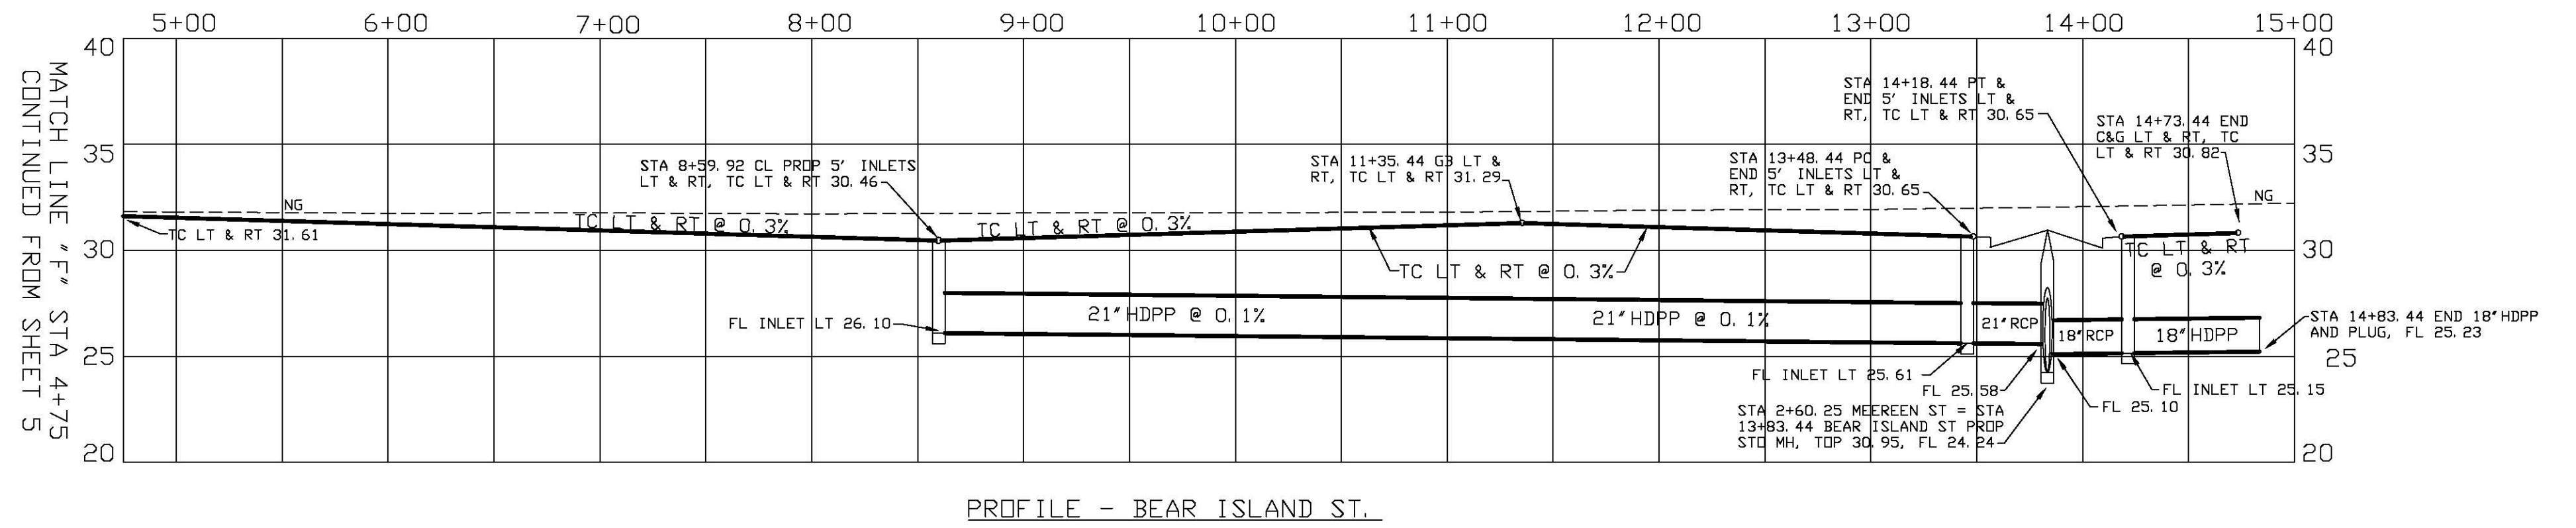 5+00 6+00 7+00 8+00 9+00 10+00 11+00 12+00 13+00 14+00 15+00
40
35
30
25
20
MATCH LINE "F" STA 4+75
CONTINUED FROM SHEET 5
NG
TC LT & RT 31.61
TC LT & RT @ 0.3%
STA 8+59.92 CL PROP 5' INLETS
LT & RT, TC LT & RT 30.46
TC LT & RT @ 0.3%
FL INLET LT 26.10
21"HDPP @ 0.1%
STA 11+35.44 GB LT &
RT, TC LT & RT 31.29
TC LT & RT @ 0.3%
21"HDPP @ 0.1%
STA 13+48.44 PC &
END 5' INLETS LT &
RT, TC LT & RT 30.65
STA 14+18.44 PT &
END 5' INLETS LT &
RT, TC LT & RT 30.65
STA 14+73.44 END
C&G LT & RT, TC
LT & RT 30.82
NG
TC LT & RT
@ 0.3%
21"RCP
18"RCP
18"HDPP
FL INLET LT 25.61
FL 25.58
STA 2+60.25 MEEREEN ST = STA
13+83.44 BEAR ISLAND ST PROP
STO MH, TOP 30.95, FL 24.24
FL 25.10
FL INLET LT 25.15
STA 14+83.44 END 18"HDPP
AND PLUG, FL 25.23
40
35
30
25
20
PROFILE - BEAR ISLAND ST.